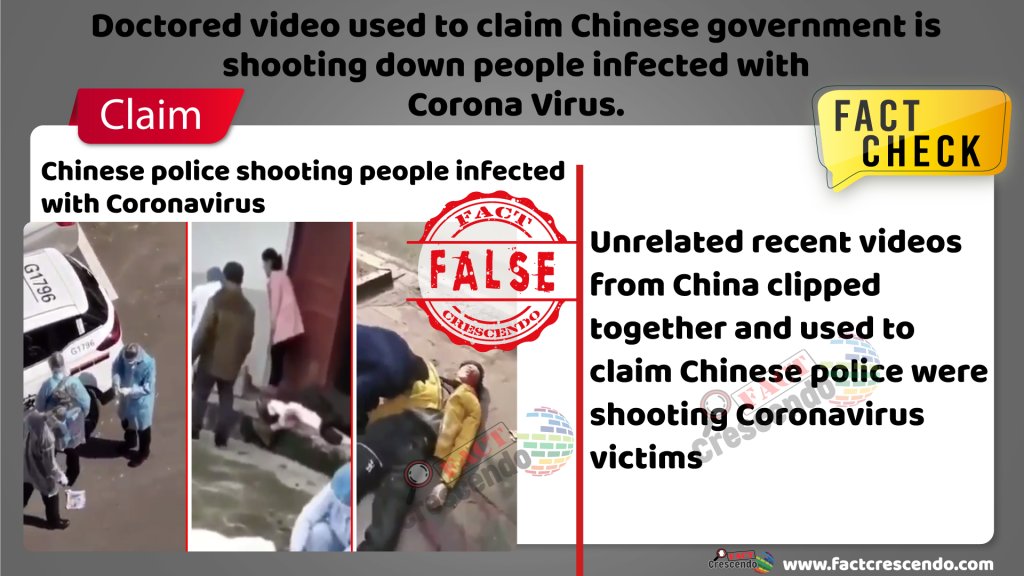 Doctored video used to claim Chinese government is
shooting down people infected with
Corona Virus.
Claim
FACT
CHECK
Chinese police shooting people infected
with Coronavirus
G1796
G1796
FACT
FALSE
CRESCENDO
Unrelated recent videos
from China clipped
together and used to
claim Chinese police were
shooting Coronavirus
victims
FACT
Crescendo
FACT
Crescendo
FACT
Crescendo
www.factcrescendo.com